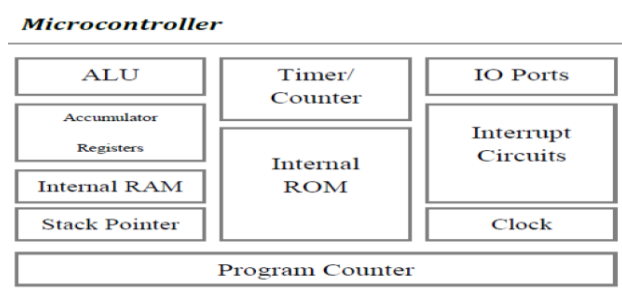 Microcontroller
ALU
Accumulator
Registers
Internal RAM
Stack Pointer
Timer/
Counter
Internal
ROM
IO Ports
Interrupt
Circuits
Clock
Program Counter